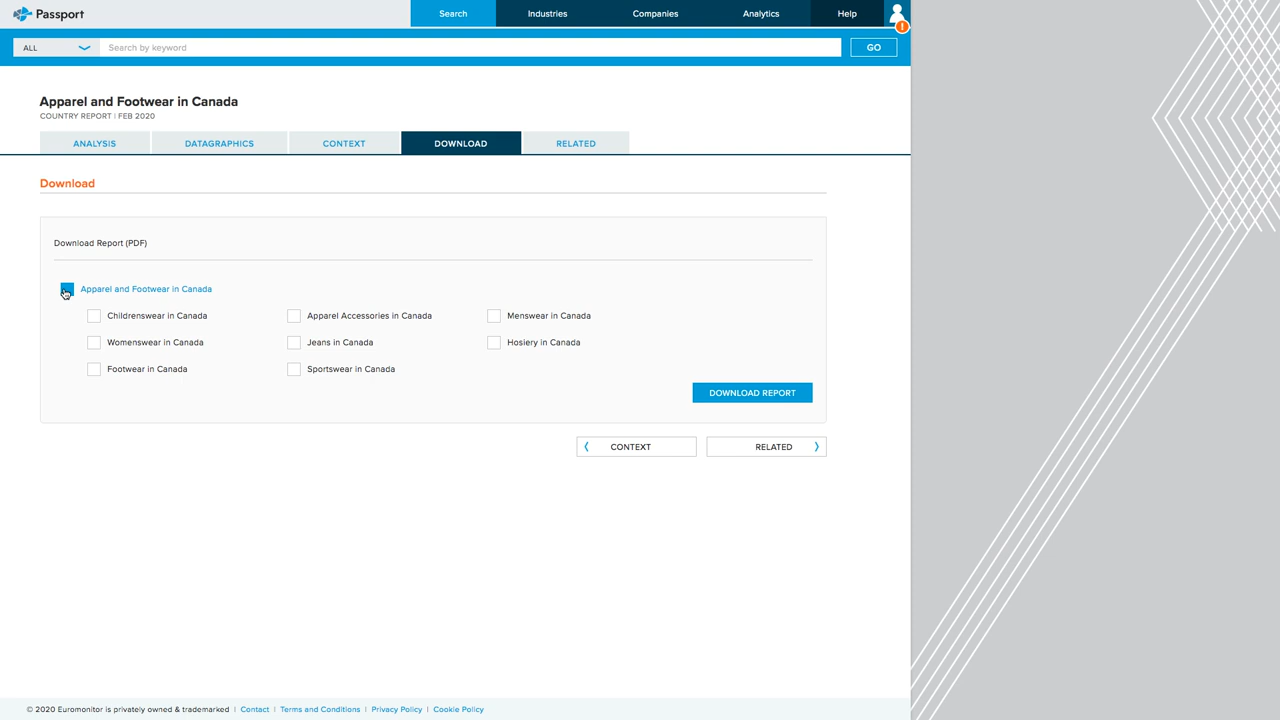 Passport
Search
Industries
Companies
Analytics
Help
1
ALL
Search by keyword
GO
Apparel and Footwear in Canada
COUNTRY REPORT | FEB 2020
ANALYSIS
DATAGRAPHICS
CONTEXT
DOWNLOAD
RELATED
Download
Download Report (PDF)
Apparel and Footwear in Canada
Childrenswear in Canada
Apparel Accessories in Canada
Menswear in Canada
Womenswear in Canada
Jeans in Canada
Hosiery in Canada
Footwear in Canada
Sportswear in Canada
DOWNLOAD REPORT
CONTEXT
RELATED
© 2020 Euromonitor is privately owned & trademarked | Contact | Terms and Conditions | Privacy Policy | Cookie Policy